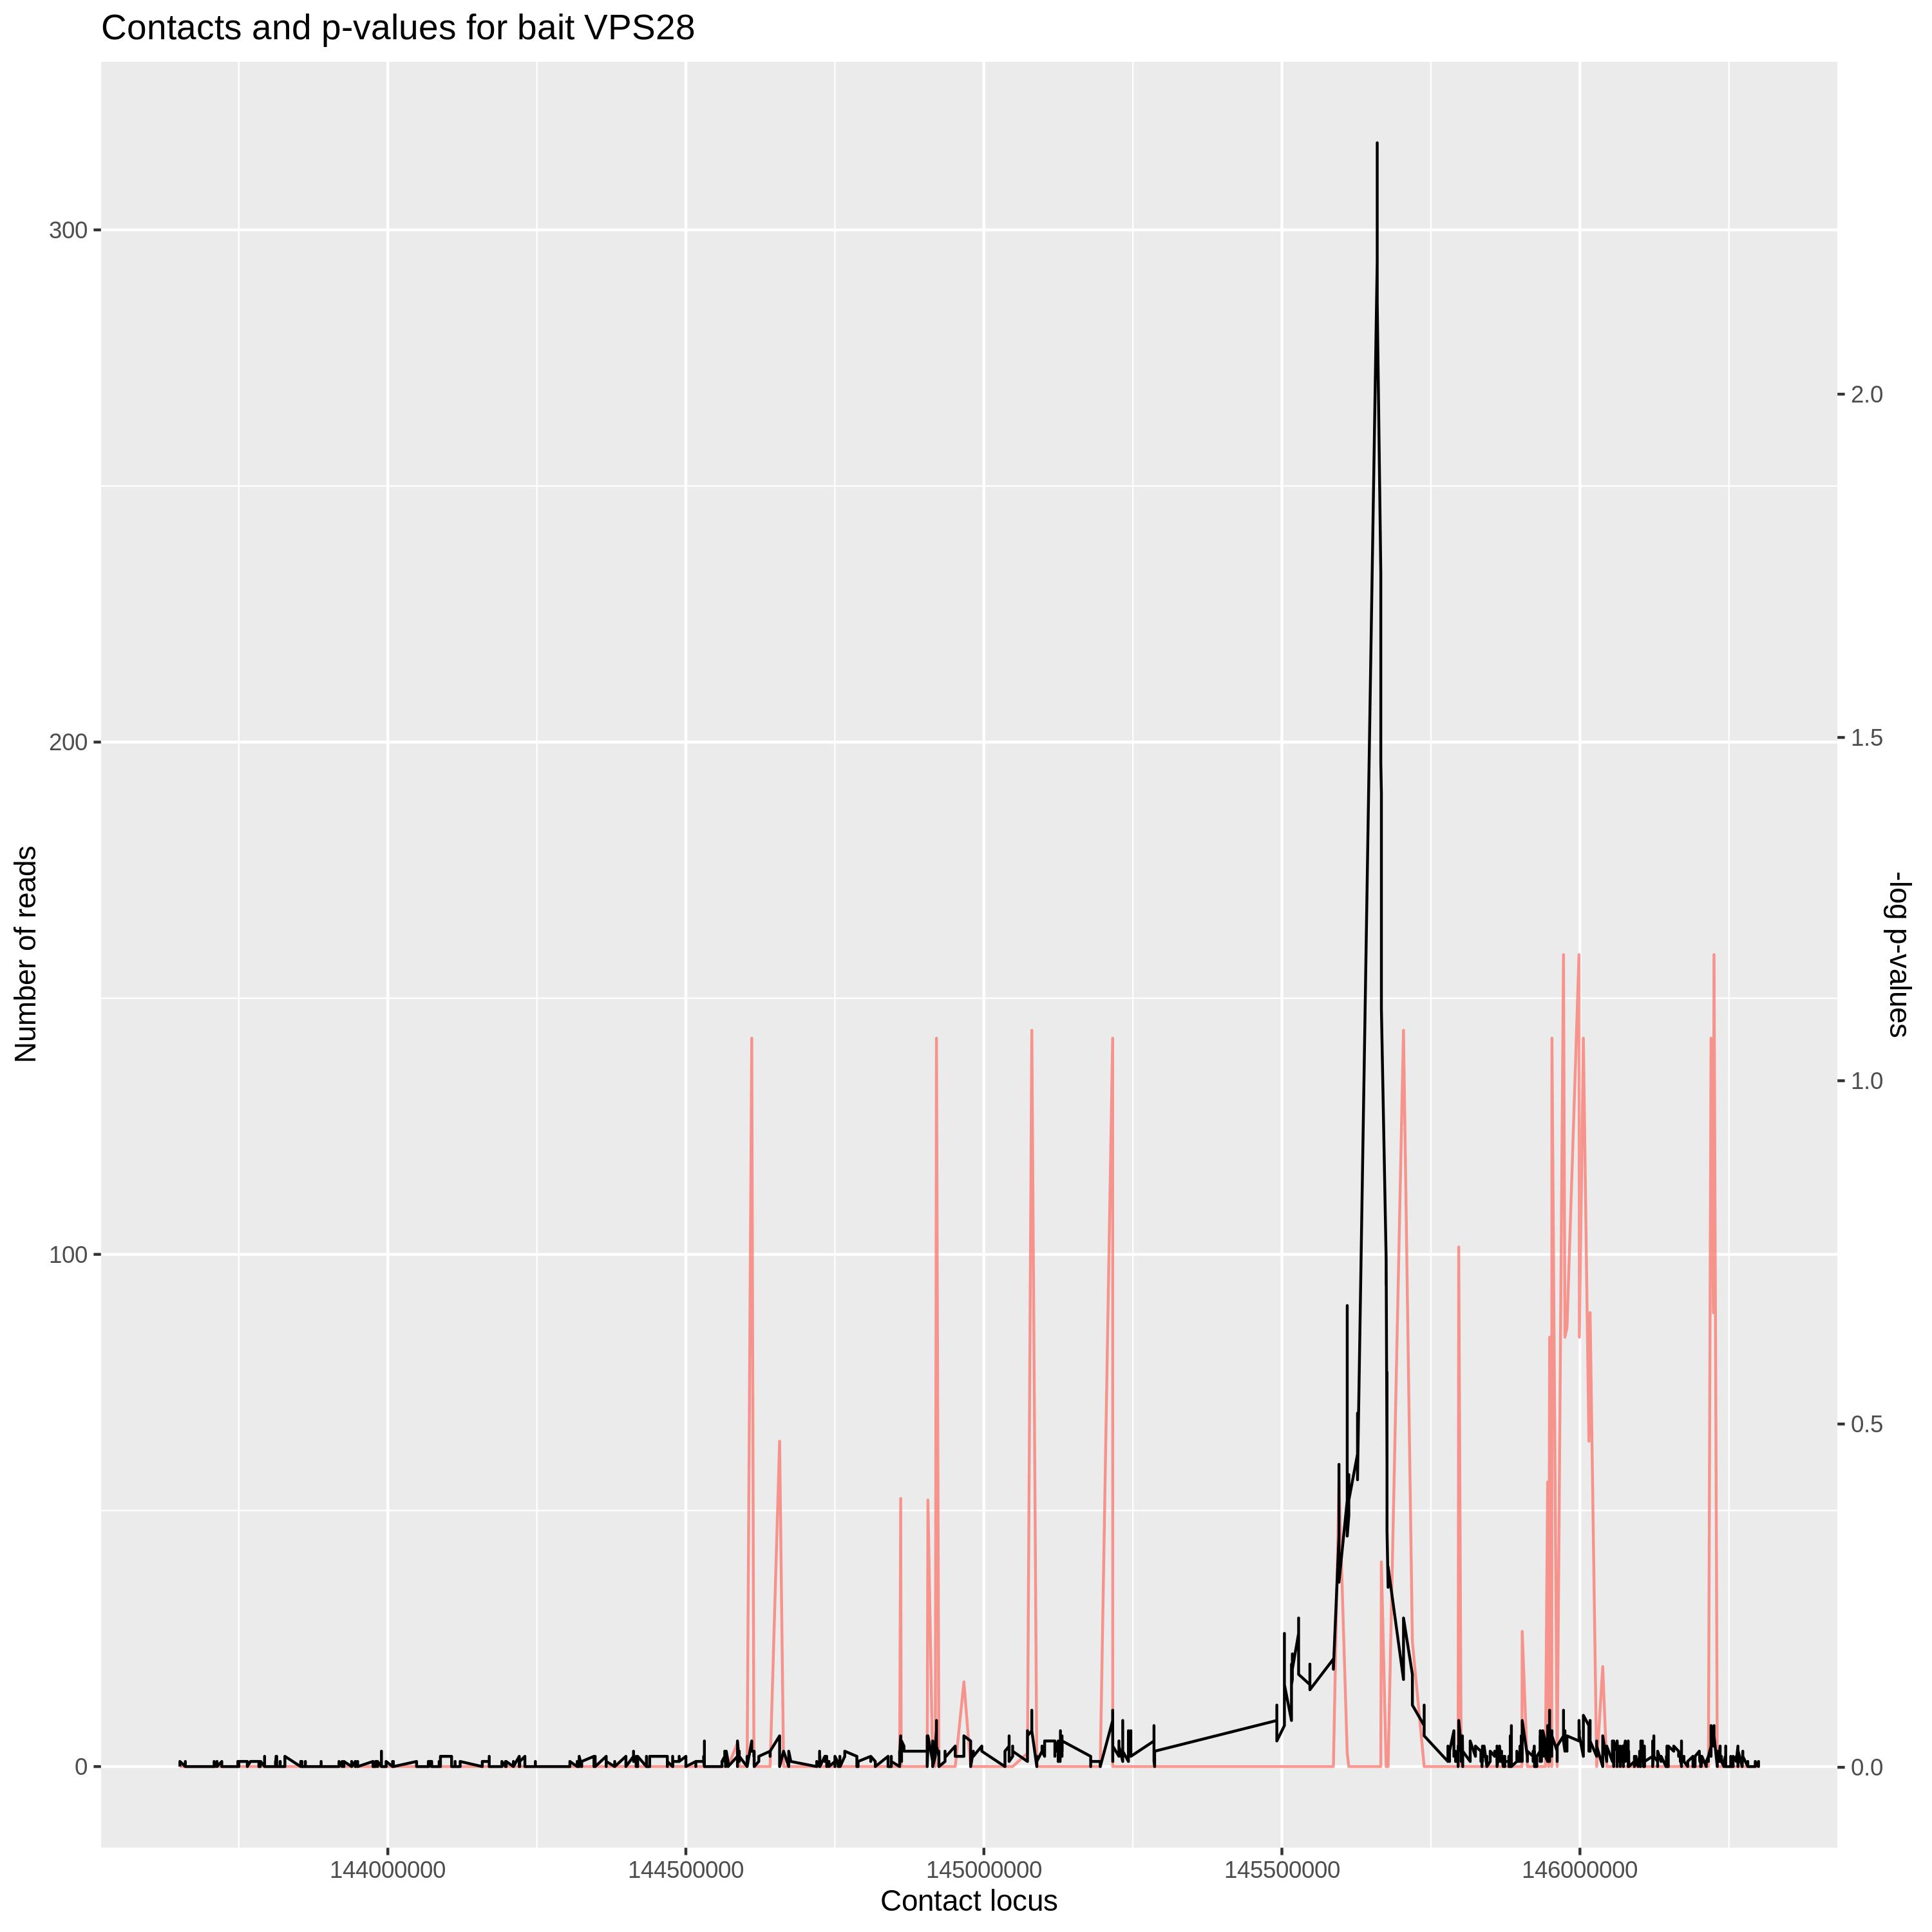 Contacts and p-values for bait VPS28
Number of reads
300
200
100
0
2.0
1.5
1.0
0.5
0.0
-log p-values
144000000 144500000 145000000 145500000 146000000
Contact locus